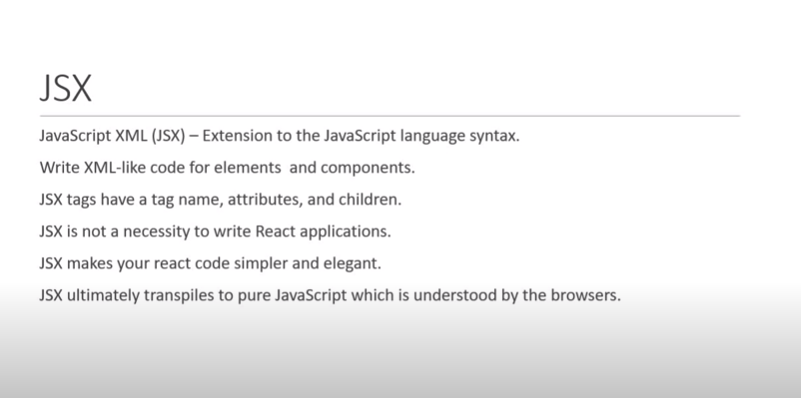 JSX
JavaScript XML (JSX) – Extension to the JavaScript language syntax.
Write XML-like code for elements and components.
JSX tags have a tag name, attributes, and children.
JSX is not a necessity to write React applications.
JSX makes your react code simpler and elegant.
JSX ultimately transpiles to pure JavaScript which is understood by the browsers.